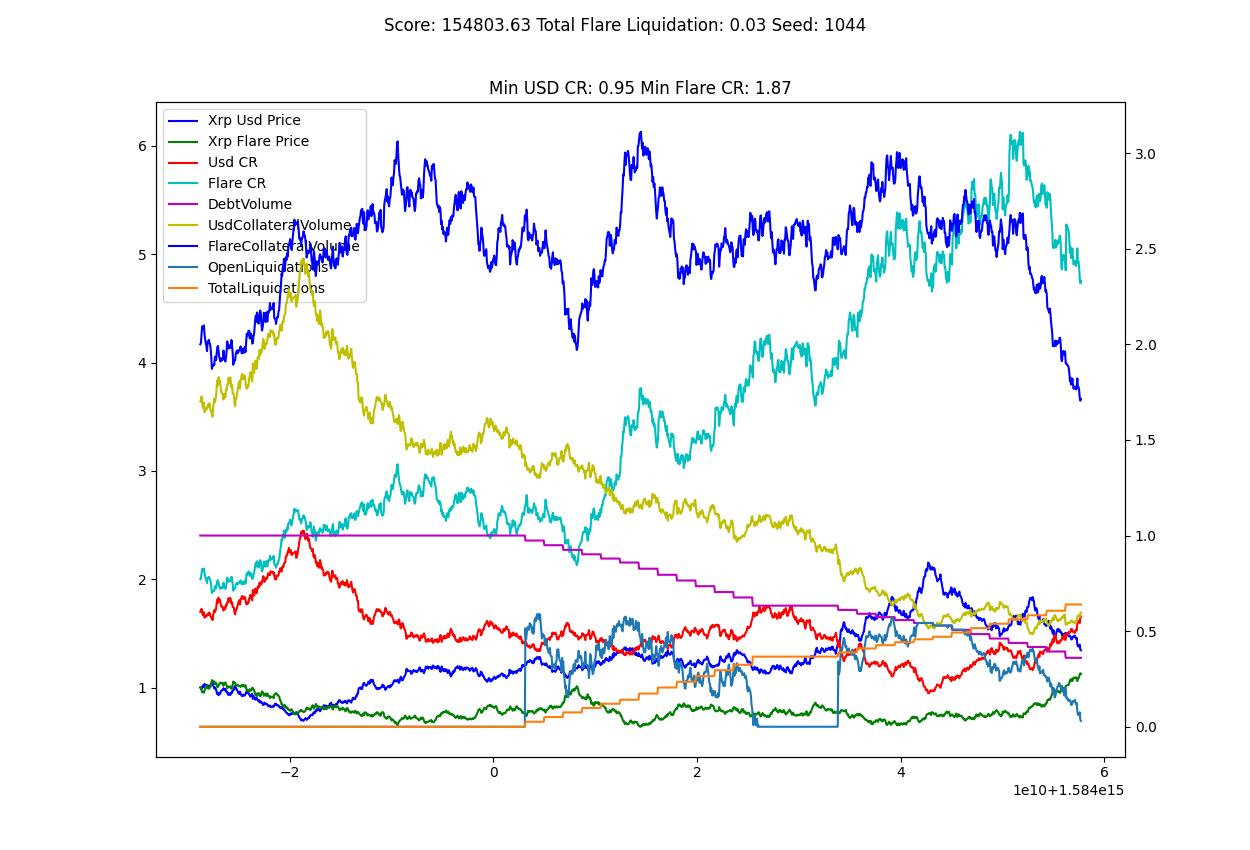 Score: 154803.63 Total Flare Liquidation: 0.03 Seed: 1044
Min USD CR: 0.95 Min Flare CR: 1.87
Xrp Usd Price
Xrp Flare Price
Usd CR
Flare CR
DebtVolume
UsdCollateralVolume
FlareCollateralVolume
OpenLiquidations
TotalLiquidations
6
5
4
3
2
1
3.0
2.5
2.0
1.5
1.0
0.5
0.0
−2
0
2
4
6
1e10+1.584e15